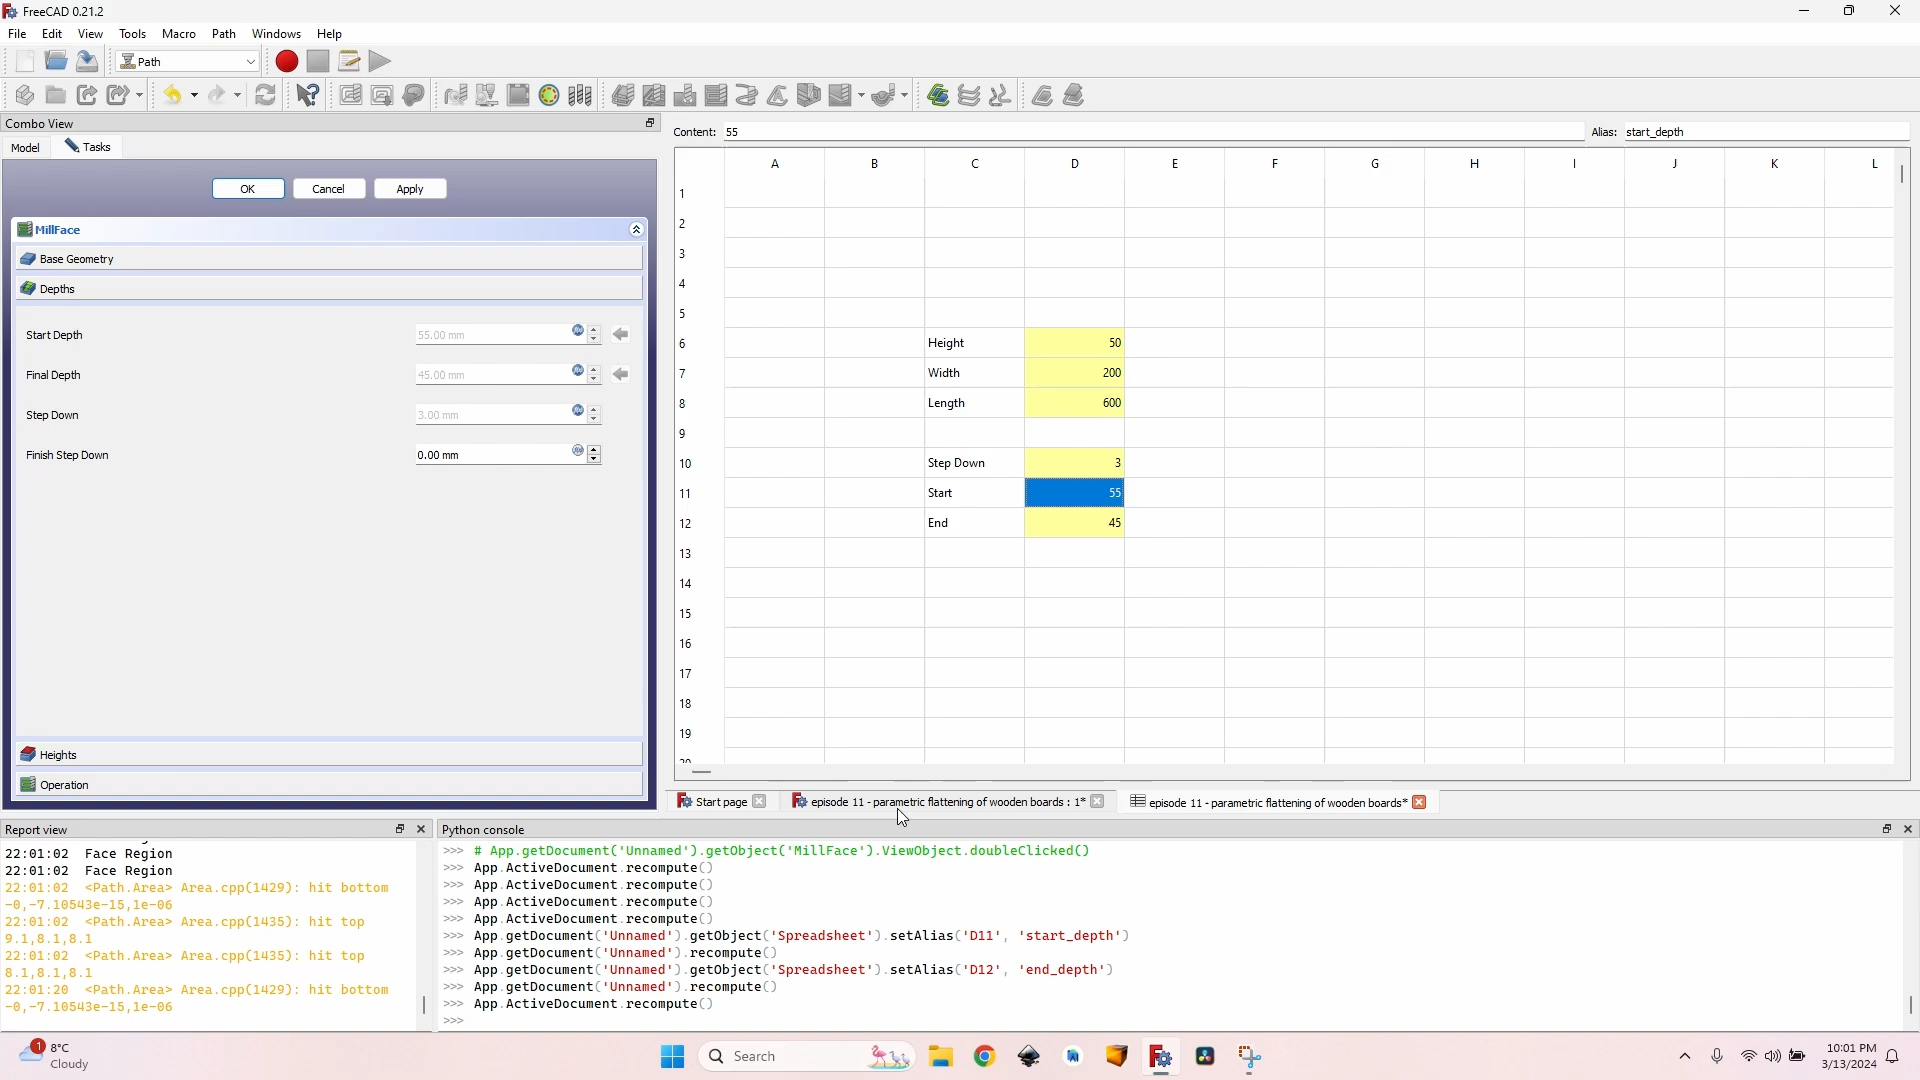 FreeCAD 0.21.2
File Edit View Tools Macro Path Windows Help
Path
Combo View
Model Tasks
OK Cancel Apply
MillFace
Base Geometry
Depths
Start Depth 55.00 mm
Final Depth 45.00 mm
Step Down 3.00 mm
Finish Step Down 0.00 mm
Heights
Operation
Content: 55 Alias: start_depth
A B C D E F G H I J K L
1
2
3
4
5
6 Height 50
7 Width 200
8 Length 600
9
10 Step Down 3
11 Start 55
12 End 45
13
14
15
16
17
18
19
20
Start page episode 11 - parametric flattening of wooden boards : 1* episode 11 - parametric flattening of wooden boards*
Report view
22:01:02 Face Region
22:01:02 Face Region
22:01:02 <Path.Area> Area.cpp(1429): hit bottom
-0,-7.10543e-15,1e-06
22:01:02 <Path.Area> Area.cpp(1435): hit top
9.1,8.1,8.1
22:01:02 <Path.Area> Area.cpp(1435): hit top
8.1,8.1,8.1
22:01:20 <Path.Area> Area.cpp(1429): hit bottom
-0,-7.10543e-15,1e-06
Python console
>>> # App.getDocument('Unnamed').getObject('MillFace').ViewObject.doubleClicked()
>>> App.ActiveDocument.recompute()
>>> App.ActiveDocument.recompute()
>>> App.ActiveDocument.recompute()
>>> App.ActiveDocument.recompute()
>>> App.getDocument('Unnamed').getObject('Spreadsheet').setAlias('D11', 'start_depth')
>>> App.getDocument('Unnamed').recompute()
>>> App.getDocument('Unnamed').getObject('Spreadsheet').setAlias('D12', 'end_depth')
>>> App.getDocument('Unnamed').recompute()
>>> App.ActiveDocument.recompute()
>>>
1
8°C
Cloudy
Search
10:01 PM
3/13/2024